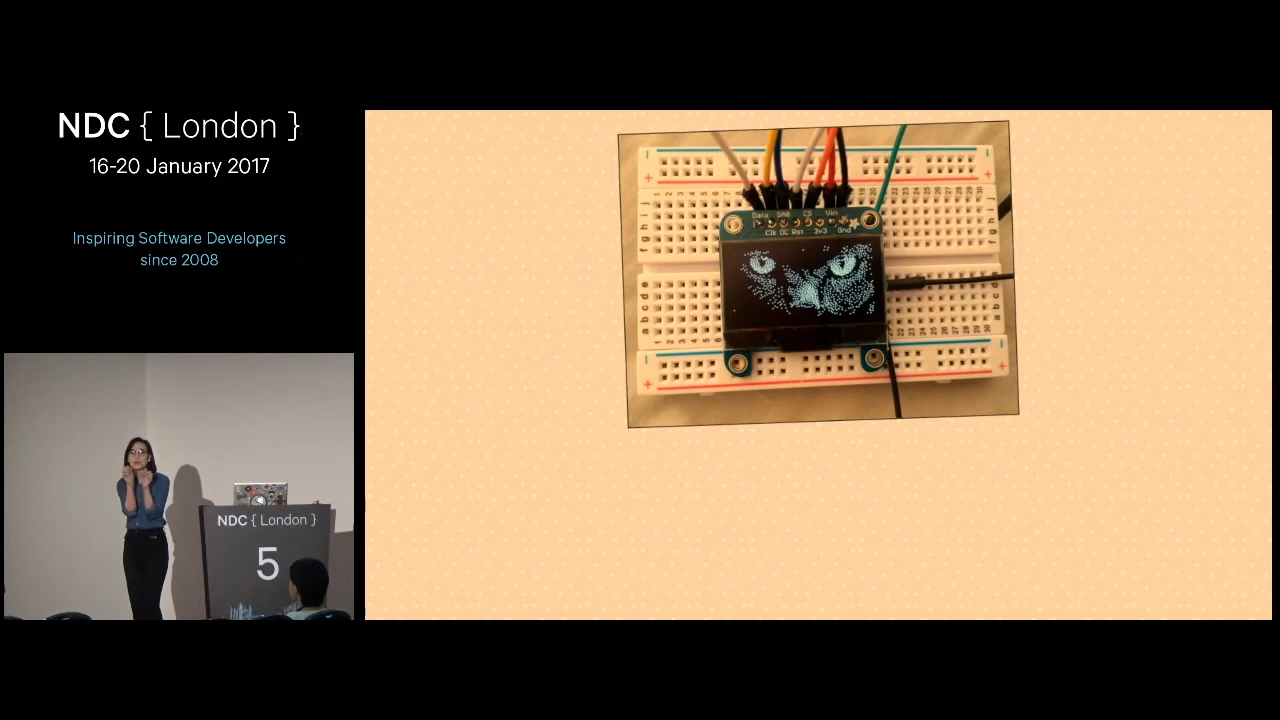 NDC { London }
16-20 January 2017
Inspiring Software Developers
since 2008
NDC { London }
5
Data SA0 CS Vin
Clk DC Rst 3v3 Gnd